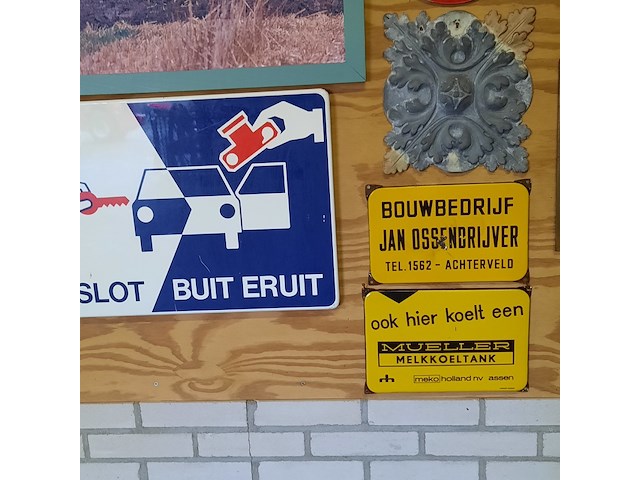 SLOT BUIT ERUIT
BOUWBEDRIJF
JAN OSSENDRIJVER
TEL.1562 - ACHTERVELD
ook hier koelt een
MUELLER
MELKKOELTANK
meko holland nv assen